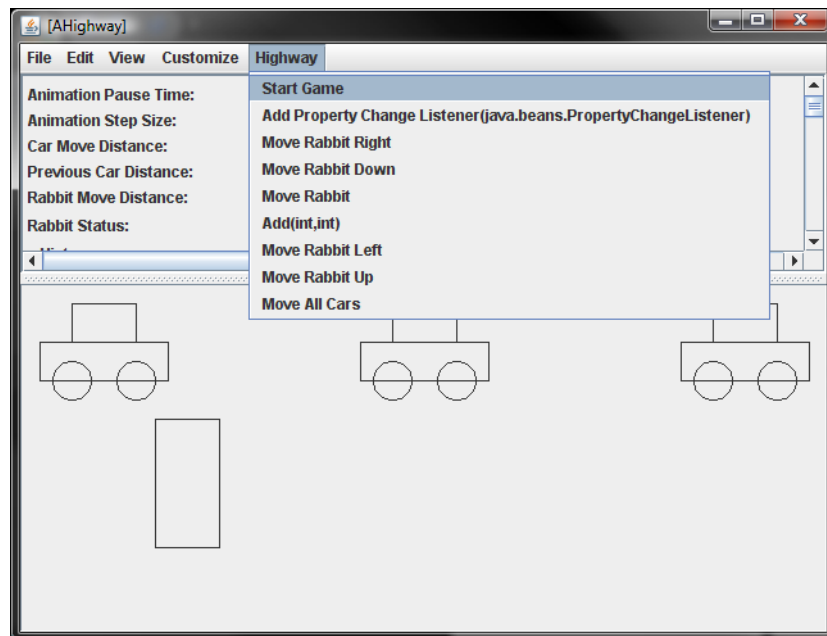 [AHighway]
File Edit View Customize Highway
Animation Pause Time:
Animation Step Size:
Car Move Distance:
Previous Car Distance:
Rabbit Move Distance:
Rabbit Status:
Start Game
Add Property Change Listener(java.beans.PropertyChangeListener)
Move Rabbit Right
Move Rabbit Down
Move Rabbit
Add(int,int)
Move Rabbit Left
Move Rabbit Up
Move All Cars